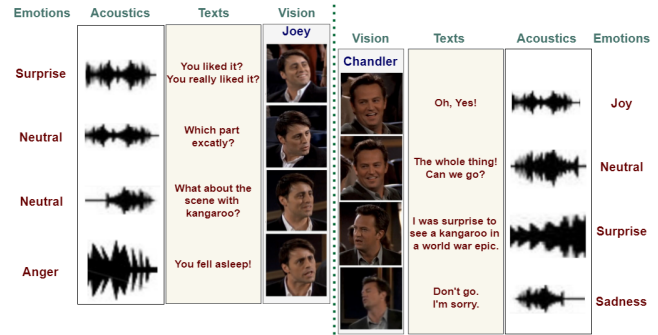 Emotions Acoustics Texts Vision
Joey
Surprise
You liked it?
You really liked it?
Neutral
Which part
excatly?
Neutral
What about the
scene with
kangaroo?
Anger
You fell asleep!
Vision Texts Acoustics Emotions
Chandler
Oh, Yes!
Joy
The whole thing!
Can we go?
Neutral
I was surprise to
see a kangaroo in
a world war epic.
Surprise
Don't go.
I'm sorry.
Sadness